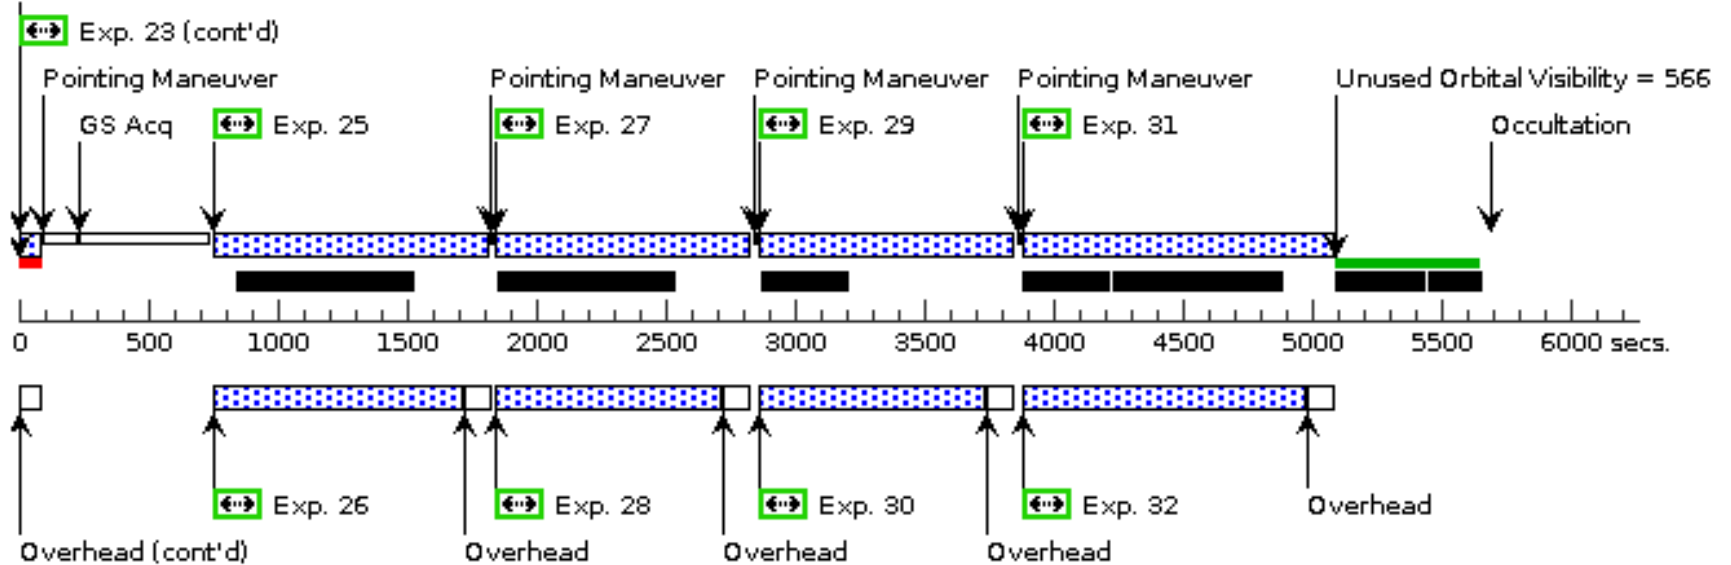 Exp. 23 (cont'd)
Pointing Maneuver Pointing Maneuver Pointing Maneuver Pointing Maneuver Unused Orbital Visibility = 566
GS Acq Exp. 25 Exp. 27 Exp. 29 Exp. 31 Occultation
0 500 1000 1500 2000 2500 3000 3500 4000 4500 5000 5500 6000 secs.
Exp. 26 Exp. 28 Exp. 30 Exp. 32 Overhead
Overhead (cont'd) Overhead Overhead Overhead